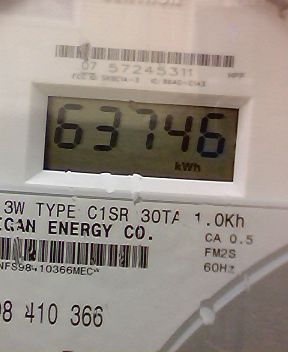 07 57245311
63746
kWh
3W TYPE C1SR 30TA 1.0Kh
EGAN ENERGY CO.
CA 0.5
FM2S
60Hz
98 410 366